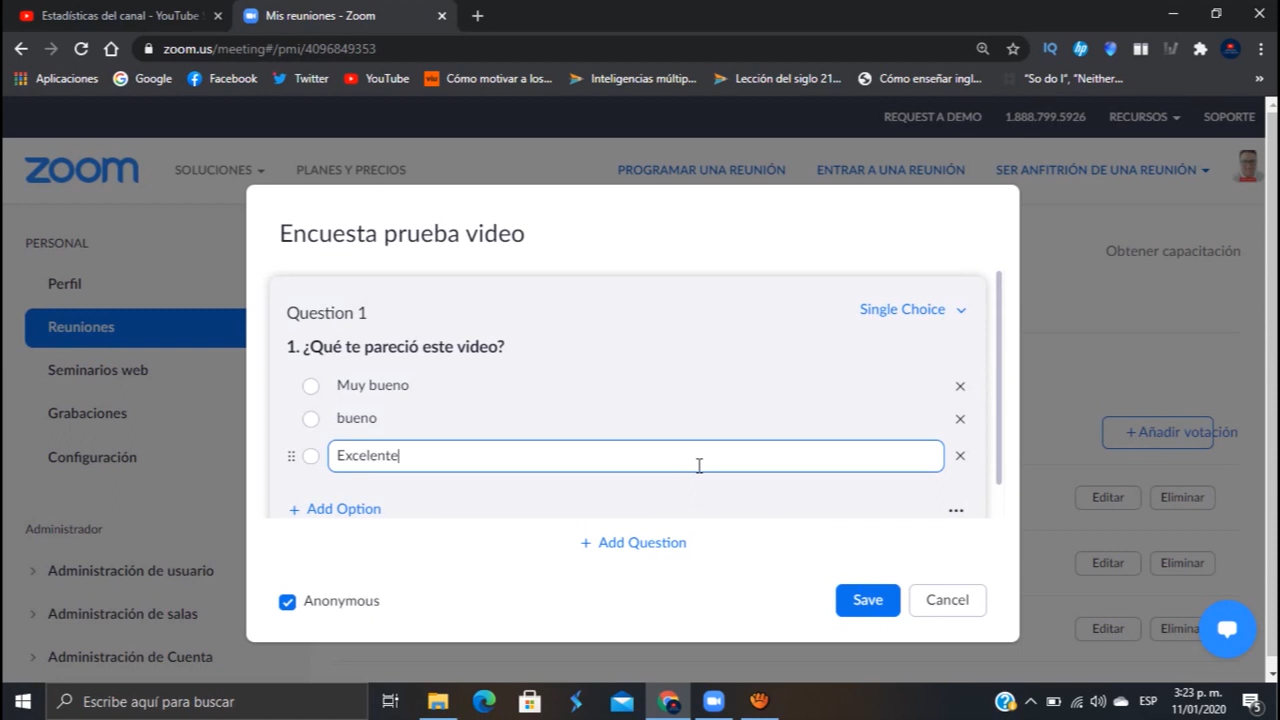 Estadísticas del canal - YouTube
Mis reuniones - Zoom
zoom.us/meeting#/pmi/4096849353
Aplicaciones
Google
Facebook
Twitter
YouTube
Cómo motivar a los...
Inteligencias múltip...
Lección del siglo 21...
Cómo enseñar ingl...
"So do I", "Neither...
REQUEST A DEMO
1.888.799.5926
RECURSOS
SOPORTE
zoom
SOLUCIONES
PLANES Y PRECIOS
PROGRAMAR UNA REUNIÓN
ENTRAR A UNA REUNIÓN
SER ANFITRIÓN DE UNA REUNIÓN
PERSONAL
Perfil
Reuniones
Seminarios web
Grabaciones
Configuración
Administrador
Administración de usuario
Administración de salas
Administración de Cuenta
Obtener capacitación
+ Añadir votación
Editar Eliminar
Editar Eliminar
Editar Elimina
Encuesta prueba video
Question 1
Single Choice
1. ¿Qué te pareció este video?
Muy bueno
bueno
Excelente
+ Add Option
+ Add Question
Anonymous
Save
Cancel
Escribe aquí para buscar
ESP
3:23 p. m.
11/01/2020
5